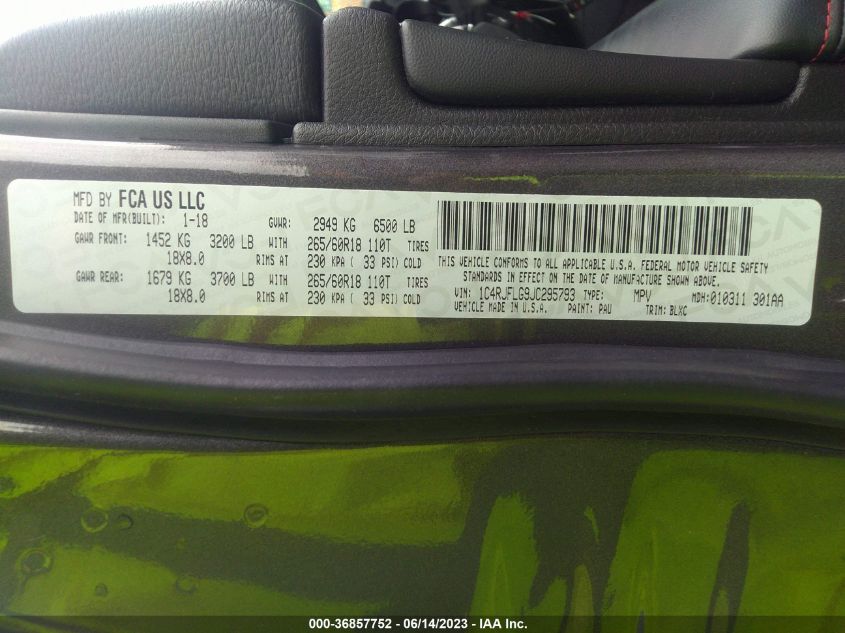 MFD BY FCA US LLC
DATE OF MFR(BUILT): 1-18 GVWR: 2949 KG 6500 LB
GAWR FRONT: 1452 KG 3200 LB WITH 265/60R18 110T TIRES
18X8.0 RIMS AT 230 KPA ( 33 PSI) COLD
GAWR REAR: 1679 KG 3700 LB WITH 265/60R18 110T TIRES
18X8.0 RIMS AT 230 KPA ( 33 PSI) COLD
THIS VEHICLE CONFORMS TO ALL APPLICABLE U.S.A. FEDERAL MOTOR VEHICLE SAFETY
STANDARDS IN EFFECT ON THE DATE OF MANUFACTURE SHOWN ABOVE.
VIN: 1C4RJFLG9JC295793 TYPE: MPV MDH: 010311 301AA
VEHICLE MADE IN U.S.A. PAINT: PAU TRIM: BLXC
000-36857752 - 06/14/2023 - IAA Inc.